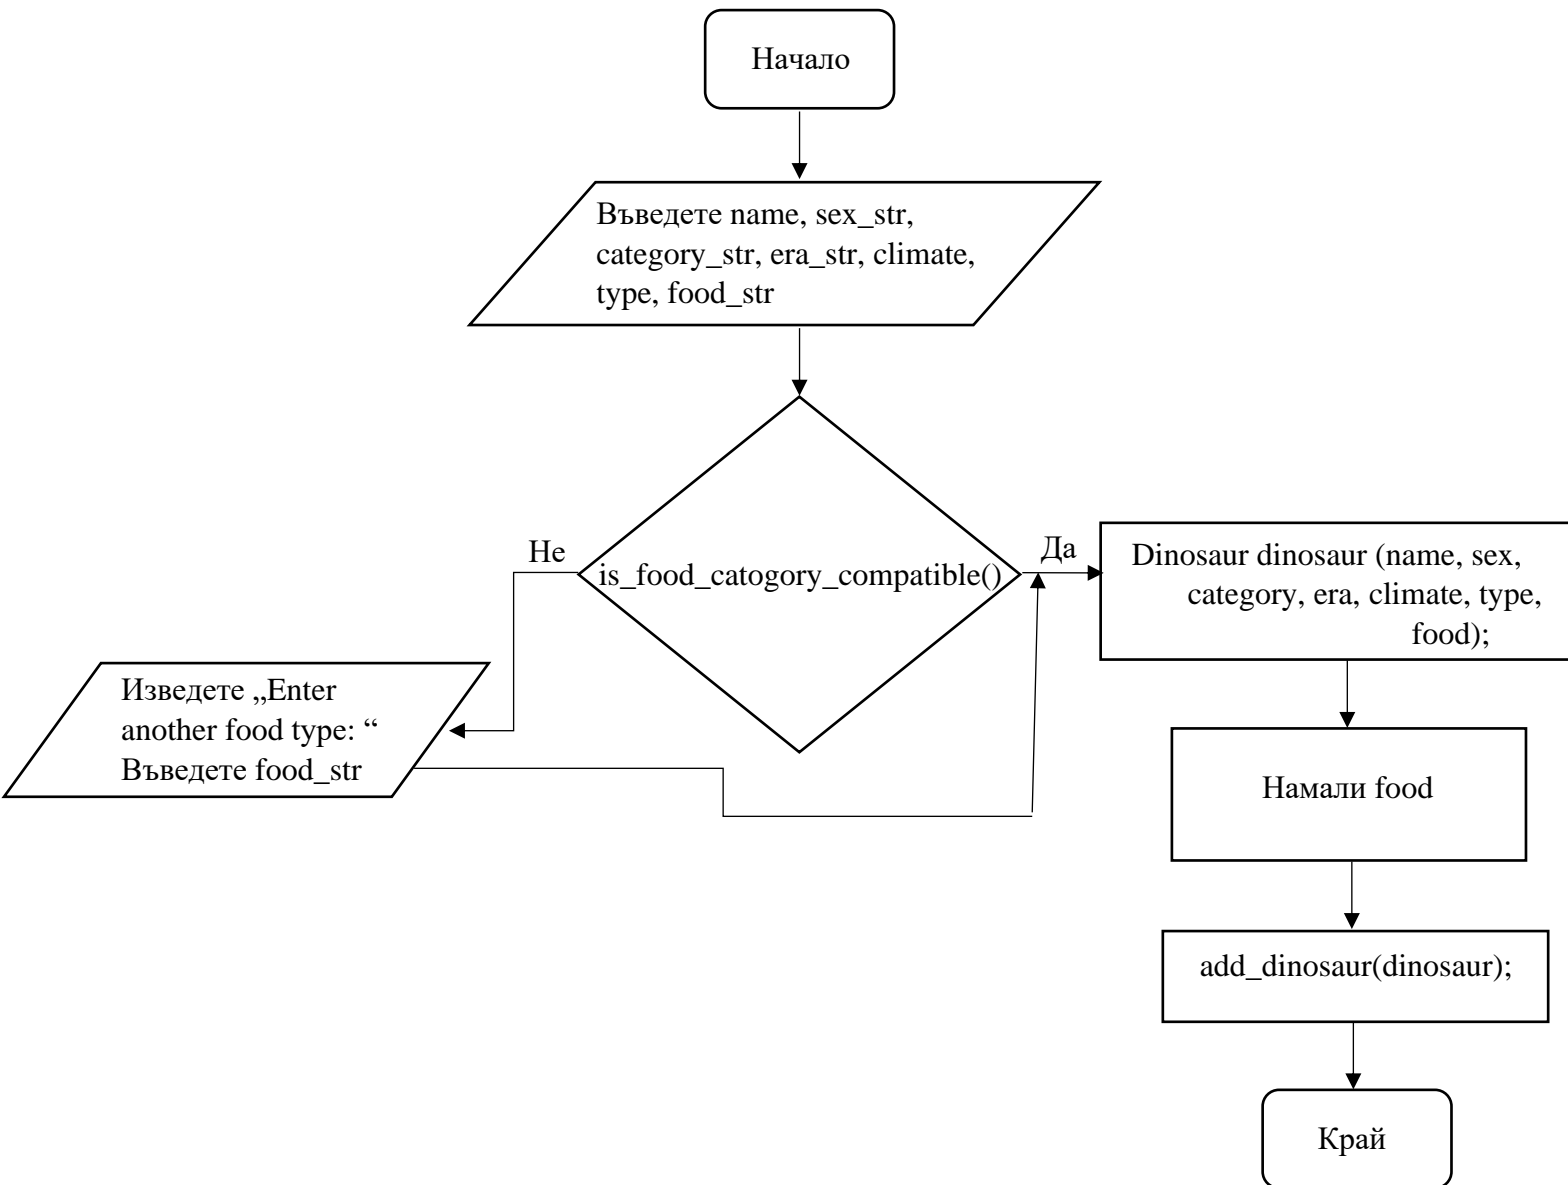 Начало
Въведете name, sex_str,
category_str, era_str, climate,
type, food_str
is_food_catogory_compatible()
Не
Да
Изведете „Enter
another food type: “
Въведете food_str
Dinosaur dinosaur (name, sex,
category, era, climate, type,
food);
Намали food
add_dinosaur(dinosaur);
Край